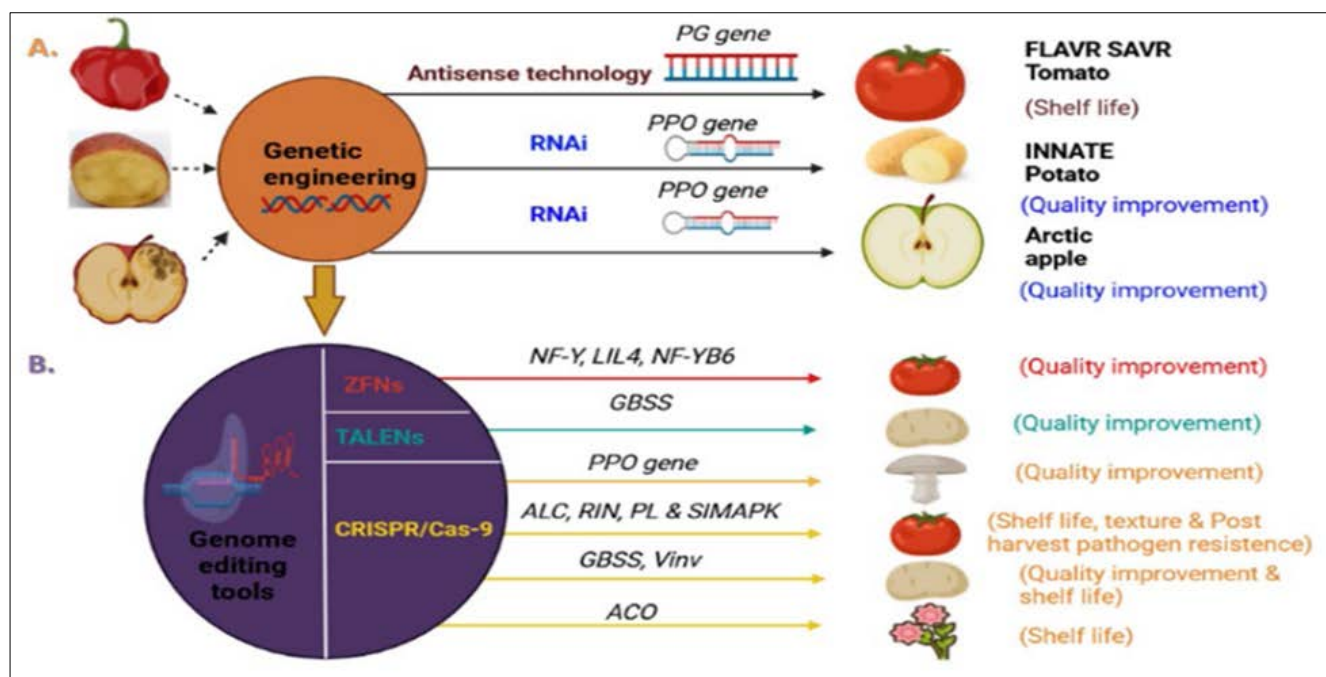 A.
PG gene
Antisense technology
FLAVR SAVR
Tomato
(Shelf life)
Genetic
engineering
RNAi
PPO gene
INNATE
Potato
(Quality improvement)
RNAi
PPO gene
Arctic
apple
(Quality improvement)
B.
Genome
editing
tools
ZFNs
NF-Y, LIL4, NF-YB6
(Quality improvement)
TALENs
GBSS
(Quality improvement)
CRISPR/Cas-9
PPO gene
(Quality improvement)
ALC, RIN, PL & SIMAPK
(Shelf life, texture & Post
harvest pathogen resistence)
GBSS, Vinv
(Quality improvement &
shelf life)
ACO
(Shelf life)